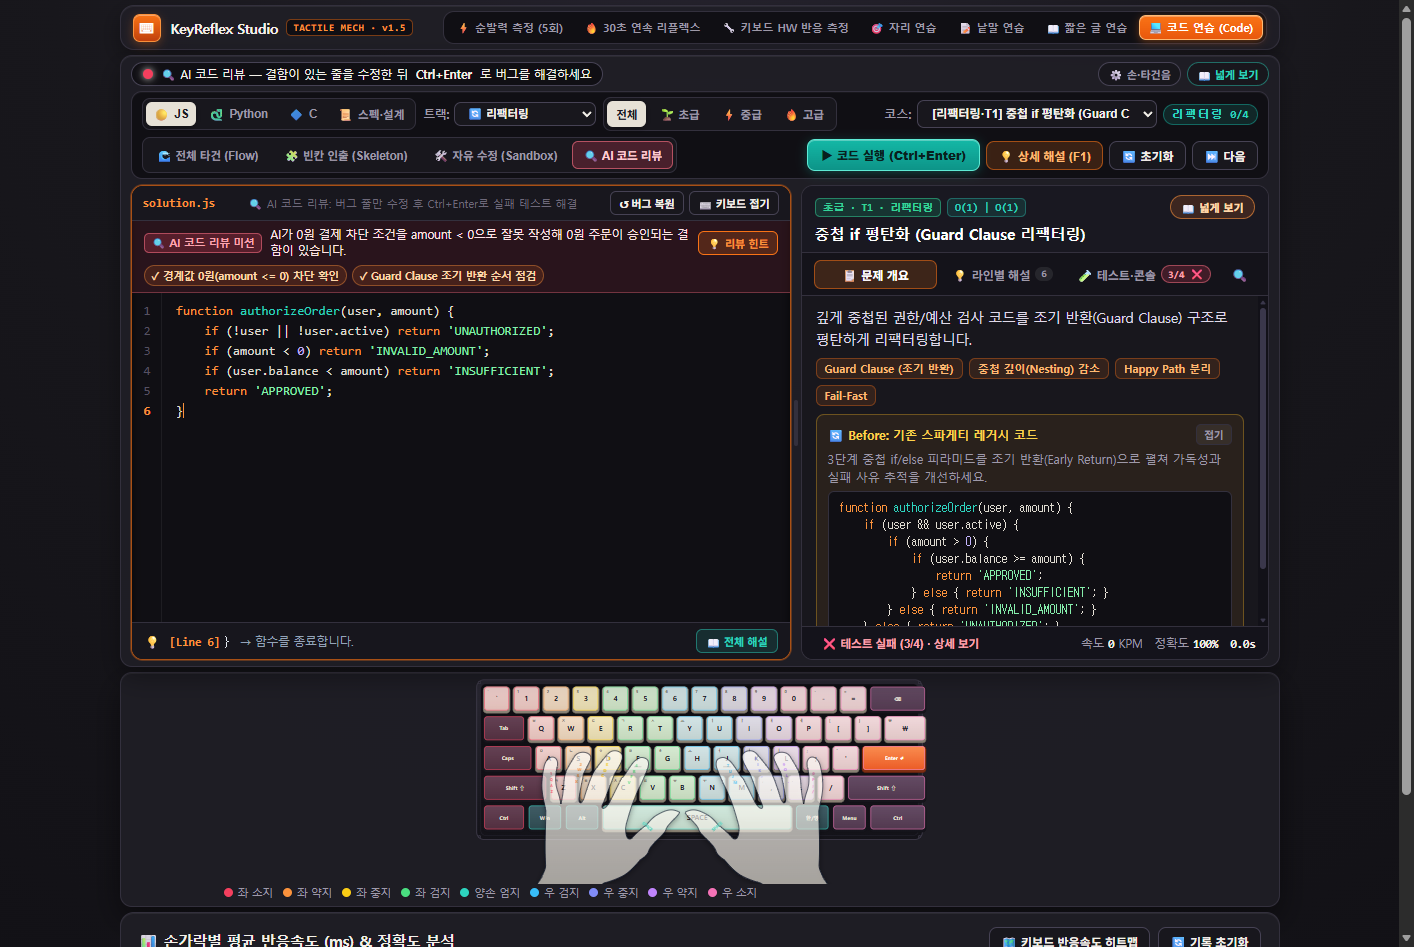 KeyReflex Studio TACTILE MECH · v1.5
순발력 측정 (5회) 30초 연속 리플렉스 키보드 HW 반응 측정 자리 연습 낱말 연습 짧은 글 연습 코드 연습 (Code)
AI 코드 리뷰 — 결함이 있는 줄을 수정한 뒤 Ctrl+Enter 로 버그를 해결하세요
손·타건음 넓게 보기
JS Python C 스펙·설계 트랙: 리팩터링 전체 초급 중급 고급 코스: [리팩터링·T1] 중첩 if 평탄화 (Guard C 리팩터링 0/4
전체 타건 (Flow) 빈칸 인출 (Skeleton) 자유 수정 (Sandbox) AI 코드 리뷰
▶ 코드 실행 (Ctrl+Enter) 상세 해설 (F1) 초기화 다음
solution.js AI 코드 리뷰: 버그 줄만 수정 후 Ctrl+Enter로 실패 테스트 해결 ↺ 버그 복원 키보드 접기
AI 코드 리뷰 미션 AI가 0원 결제 차단 조건을 amount < 0으로 잘못 작성해 0원 주문이 승인되는 결
함이 있습니다.
리뷰 힌트
✓ 경계값 0원(amount <= 0) 차단 확인 ✓ Guard Clause 조기 반환 순서 점검
1 function authorizeOrder(user, amount) {
2 if (!user || !user.active) return 'UNAUTHORIZED';
3 if (amount < 0) return 'INVALID_AMOUNT';
4 if (user.balance < amount) return 'INSUFFICIENT';
5 return 'APPROVED';
6 }
[Line 6] } → 함수를 종료합니다.
전체 해설
초급 · T1 · 리팩터링 O(1) | O(1) 넓게 보기
중첩 if 평탄화 (Guard Clause 리팩터링)
문제 개요 라인별 해설 6 테스트·콘솔 3/4 ❌
깊게 중첩된 권한/예산 검사 코드를 조기 반환(Guard Clause) 구조로
평탄하게 리팩터링합니다.
Guard Clause (조기 반환) 중첩 깊이(Nesting) 감소 Happy Path 분리
Fail-Fast
Before: 기존 스파게티 레거시 코드 접기
3단계 중첩 if/else 피라미드를 조기 반환(Early Return)으로 펼쳐 가독성과
실패 사유 추적을 개선하세요.
function authorizeOrder(user, amount) {
if (user && user.active) {
if (amount > 0) {
if (user.balance >= amount) {
return 'APPROVED';
} else { return 'INSUFFICIENT'; }
} else { return 'INVALID_AMOUNT'; }
} else { return 'UNAUTHORIZED'; }
❌ 테스트 실패 (3/4) · 상세 보기 속도 0 KPM 정확도 100% 0.0s
1 2 3 4 5 6 7 8 9 0 - =
Tab Q W E R T Y U I O P [ ] ₩
Caps G H ' Enter
Shift ⇧ Z X C V B N / Shift ⇧
Ctrl Alt SPACE Menu Ctrl
좌 소지 좌 약지 좌 중지 좌 검지 양손 엄지 우 검지 우 중지 우 약지 우 소지
손가락별 평균 반응속도 (ms) & 정확도 분석 키보드 반응속도 히트맵 기록 초기화